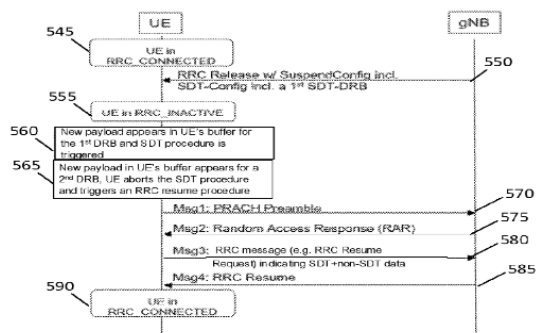 UE
gNB
545
UE in
RRC_CONNECTED
550
RRC Release w/ SuspendConfig incl.
SDT-Config Incl. a 1st SDT-DRB
555
UE in RRC_INACTIVE
560
New payload appears in UE's buffer for
the 1st DRB and SDT procedure is
triggered
565
New payload in UE's buffer appears for a
2nd DRB, UE aborts the SDT procedure
and triggers an RRC resume procedure
570
Msg1: PRACH Preamble
575
Msg2: Random Access Response (RAR)
580
Msg3: RRC message (e.g. RRC Resume
Request) indicating SDT+non-SDT data
585
Msg4: RRC Resume
590
UE in
RRC_CONNECTED